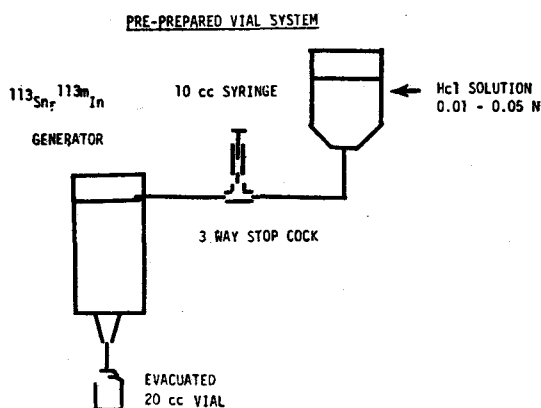 PRE-PREPARED VIAL SYSTEM
113Sn, 113mIn
GENERATOR
10 cc SYRINGE
Hcl SOLUTION
0.01 - 0.05 N
3 WAY STOP COCK
EVACUATED
20 cc VIAL